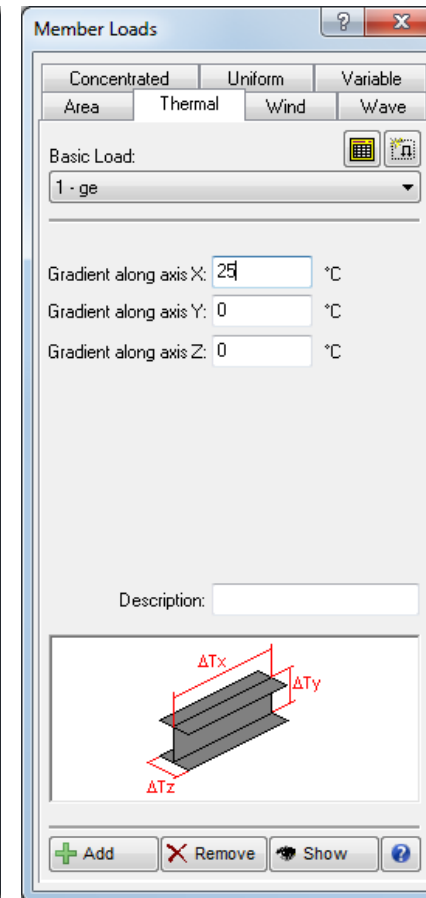 Member Loads
?
X
Concentrated Uniform Variable
Area Thermal Wind Wave
Basic Load:
1 - ge
Gradient along axis X: 25 °C
Gradient along axis Y: 0 °C
Gradient along axis Z: 0 °C
Description:
ΔTx
ΔTy
ΔTz
Add Remove Show ?